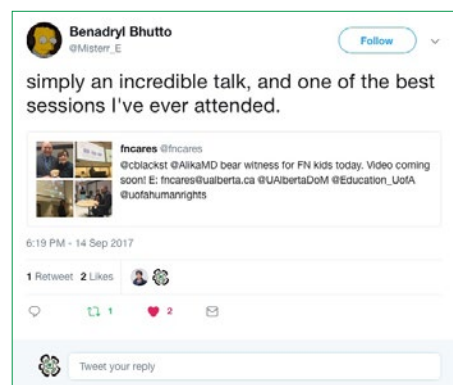 Benadryl Bhutto
@Misterr_E
Follow
simply an incredible talk, and one of the best
sessions I've ever attended.
fncares @fncares
@cblackst @AlikaMD bear witness for FN kids today. Video coming
soon! E: fncares@ualberta.ca @UAlbertaDoM @Education_UofA
@uofahumanrights
6:19 PM - 14 Sep 2017
1 Retweet 2 Likes
1
2
Tweet your reply